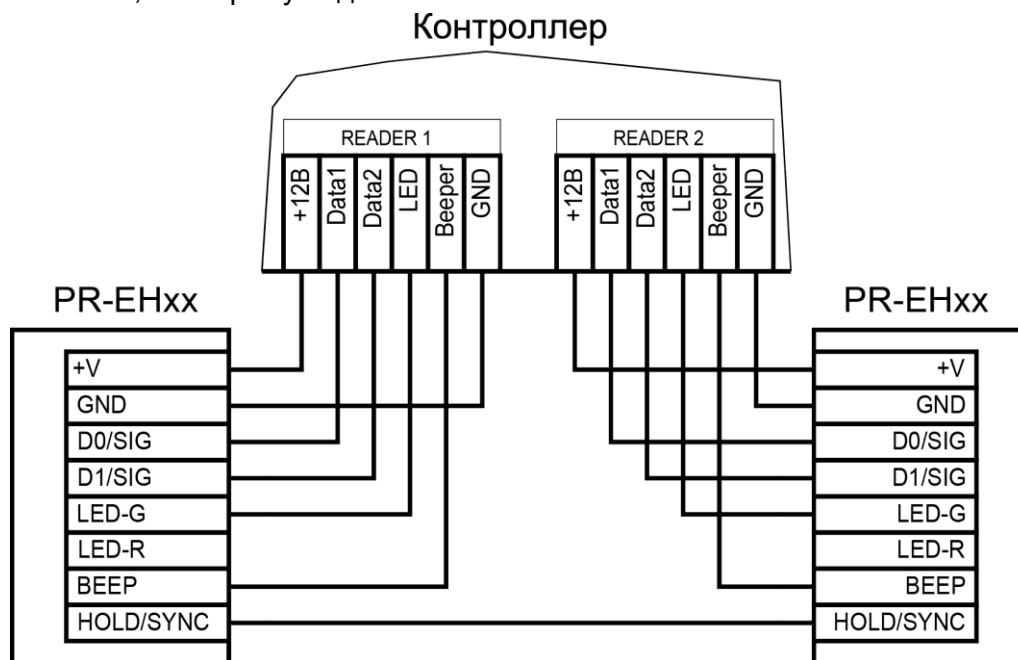 Контроллер
READER 1
READER 2
+12В
Data1
Data2
LED
Beeper
GND
+12В
Data1
Data2
LED
Beeper
GND
PR-EHxx
PR-EHxx
+V
GND
D0/SIG
D1/SIG
LED-G
LED-R
BEEP
HOLD/SYNC
+V
GND
D0/SIG
D1/SIG
LED-G
LED-R
BEEP
HOLD/SYNC